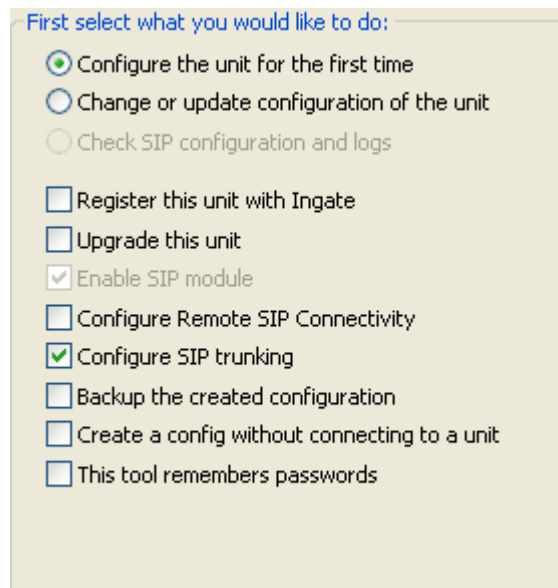 First select what you would like to do:
Configure the unit for the first time
Change or update configuration of the unit
Check SIP configuration and logs
Register this unit with Ingate
Upgrade this unit
Enable SIP module
Configure Remote SIP Connectivity
Configure SIP trunking
Backup the created configuration
Create a config without connecting to a unit
This tool remembers passwords